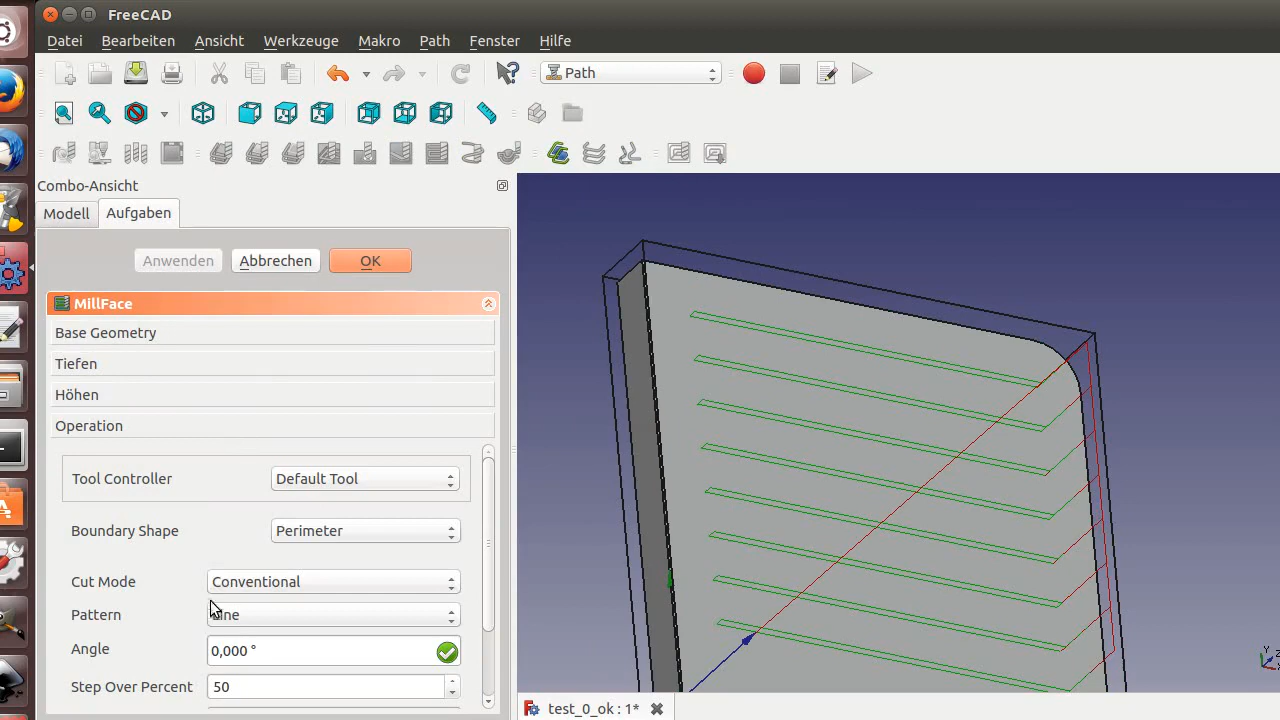 FreeCAD
Datei Bearbeiten Ansicht Werkzeuge Makro Path Fenster Hilfe
Path
Combo-Ansicht
Modell Aufgaben
Anwenden Abbrechen OK
MillFace
Base Geometry
Tiefen
Höhen
Operation
Tool Controller Default Tool
Boundary Shape Perimeter
Cut Mode Conventional
Pattern
Angle 0,000 °
Step Over Percent 50
Y
Z
test_0_ok : 1*